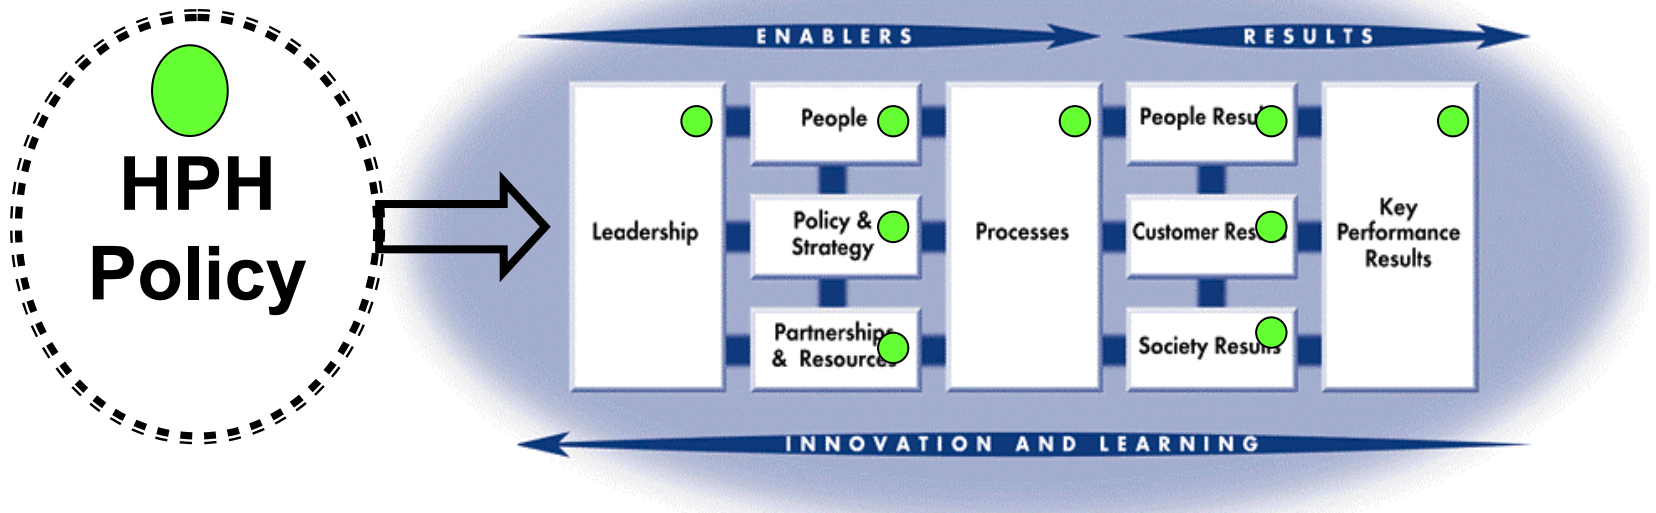 HPH
Policy
ENABLERS
RESULTS
Leadership
People
Policy &
Strategy
Partnerships
& Resources
Processes
People Resu
Customer Res
Society Results
Key
Performance
Results
INNOVATION AND LEARNING